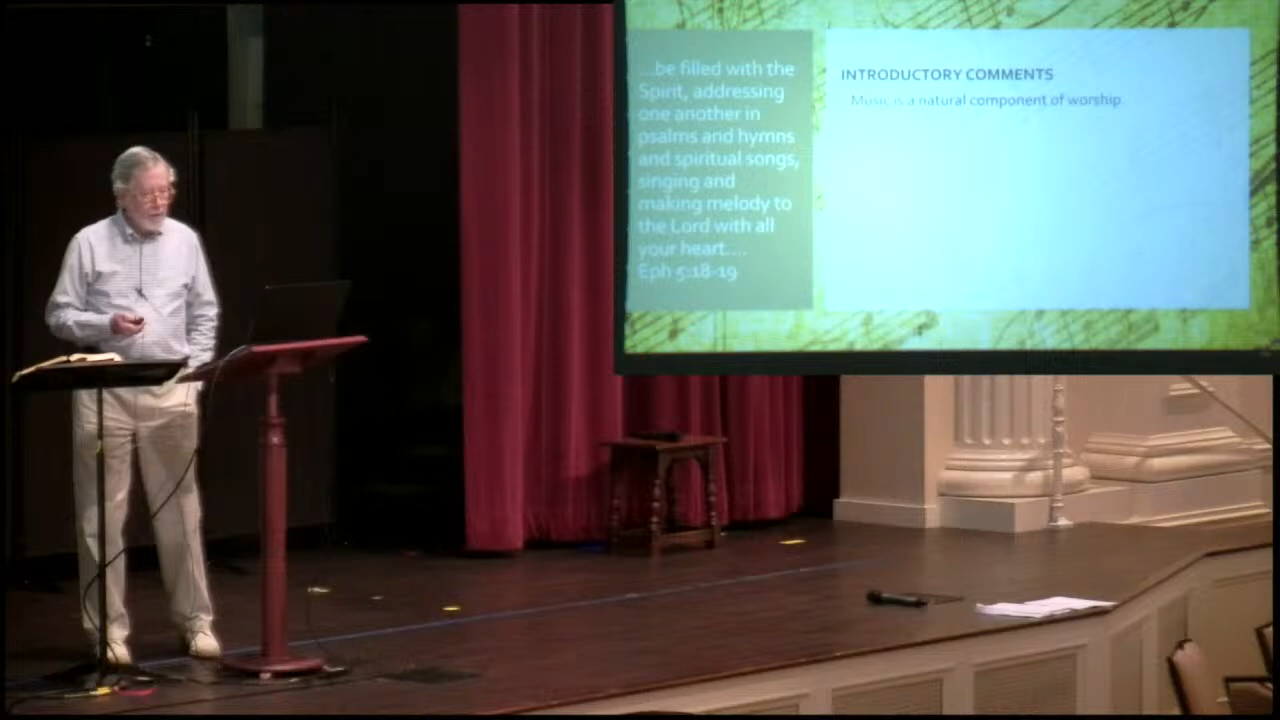 ...be filled with the
Spirit, addressing
one another in
psalms and hymns
and spiritual songs,
singing and
making melody to
the Lord with all
your heart....
Eph 5:18-19
INTRODUCTORY COMMENTS
Music is a natural component of worship.